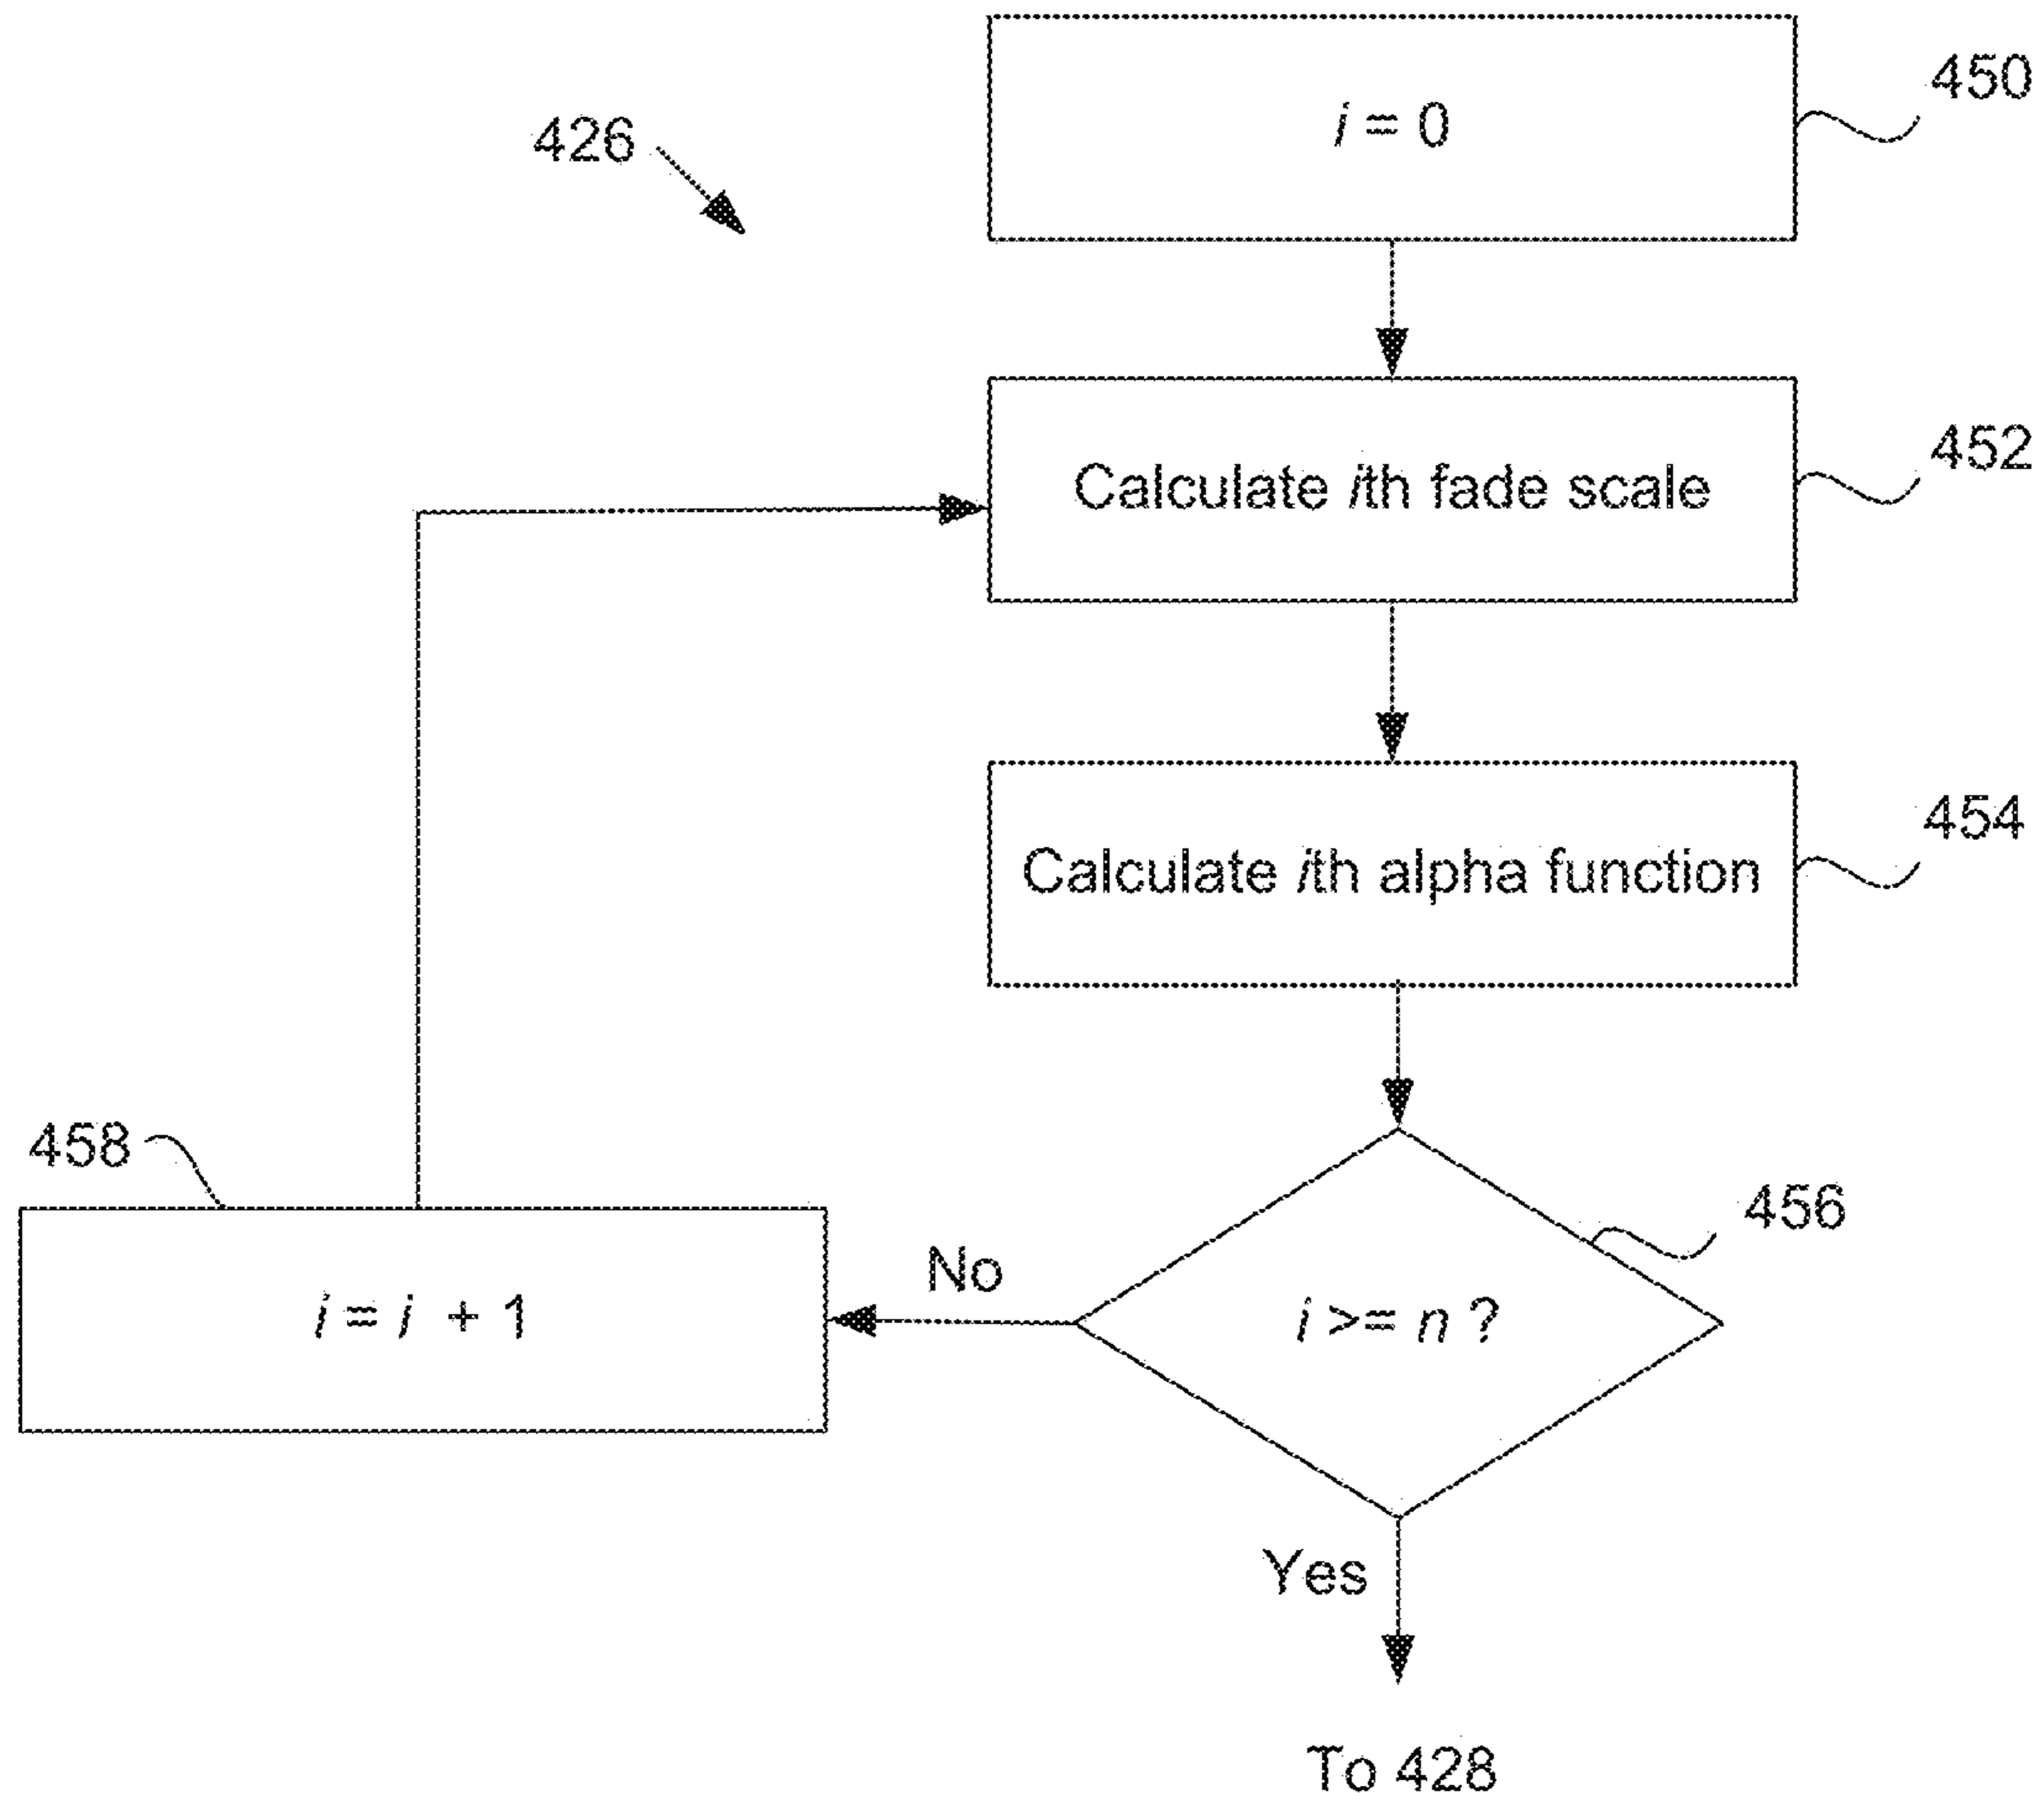 450
i = 0
426
452
Calculate ith fade scale
454
Calculate ith alpha function
458
456
No
i = i + 1
i >= n ?
Yes
To 428